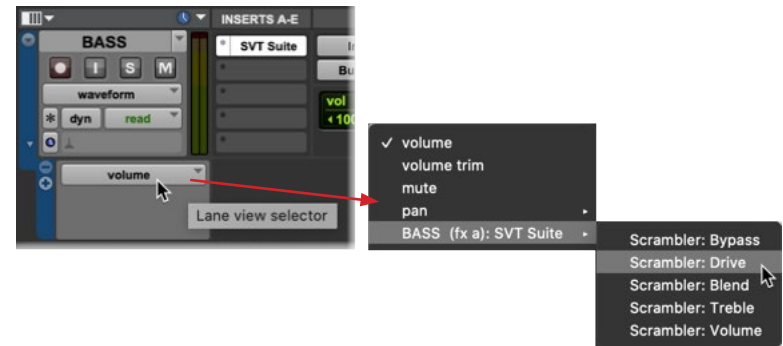 INSERTS A-E
BASS
SVT Suite
I S M
waveform
vol
dyn read
volume
Lane view selector
✓ volume
volume trim
mute
pan
BASS (fx a): SVT Suite
Scrambler: Bypass
Scrambler: Drive
Scrambler: Blend
Scrambler: Treble
Scrambler: Volume